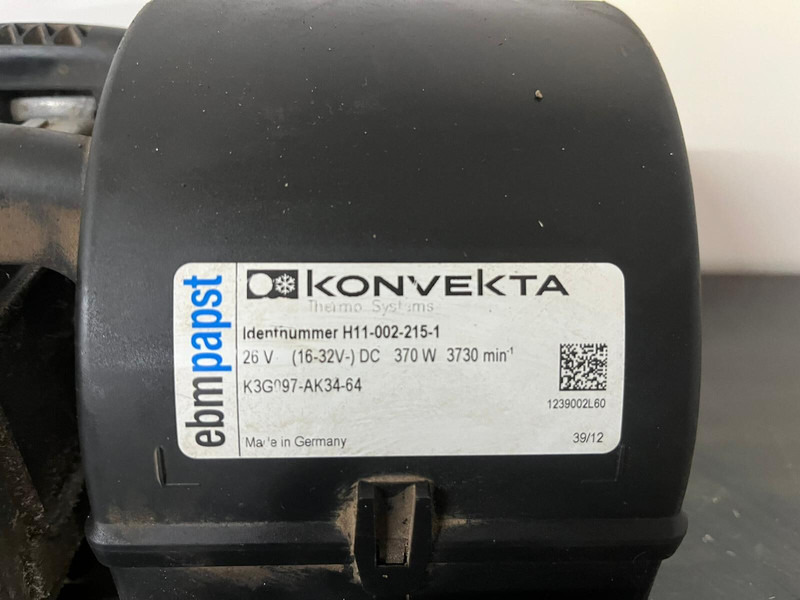 ebmpapst
KONVEKTA
Thermo Systems
Identnummer H11-002-215-1
26 V (16-32V-) DC 370 W 3730 min⁻¹
K3G097-AK34-64
1239002L60
Made in Germany
39/12